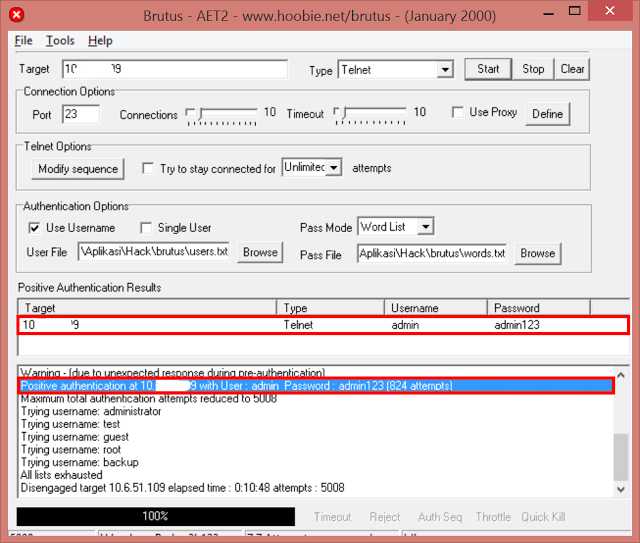 Brutus - AET2 - www.hoobie.net/brutus - (January 2000)
File Tools Help
Target 10 9 Type Telnet Start Stop Clear
Connection Options
Port 23 Connections 10 Timeout 10 Use Proxy Define
Telnet Options
Modify sequence Try to stay connected for Unlimited attempts
Authentication Options
Use Username Single User Pass Mode Word List
User File \Aplikasi\Hack\brutus\users.txt Browse Pass File Aplikasi\Hack\brutus\words.txt Browse
Positive Authentication Results
Target Type Username Password
10 9 Telnet admin admin123
Warning - (due to unexpected response during pre-authentication)
Positive authentication at 10. 9 with User : admin Password : admin123 (824 attempts)
Maximum total authentication attempts reduced to 5008
Trying username: administrator
Trying username: test
Trying username: guest
Trying username: root
Trying username: backup
All lists exhausted
Disengaged target 10.6.51.109 elapsed time : 0:10:48 attempts : 5008
100% Timeout Reject Auth Seq Throttle Quick Kill